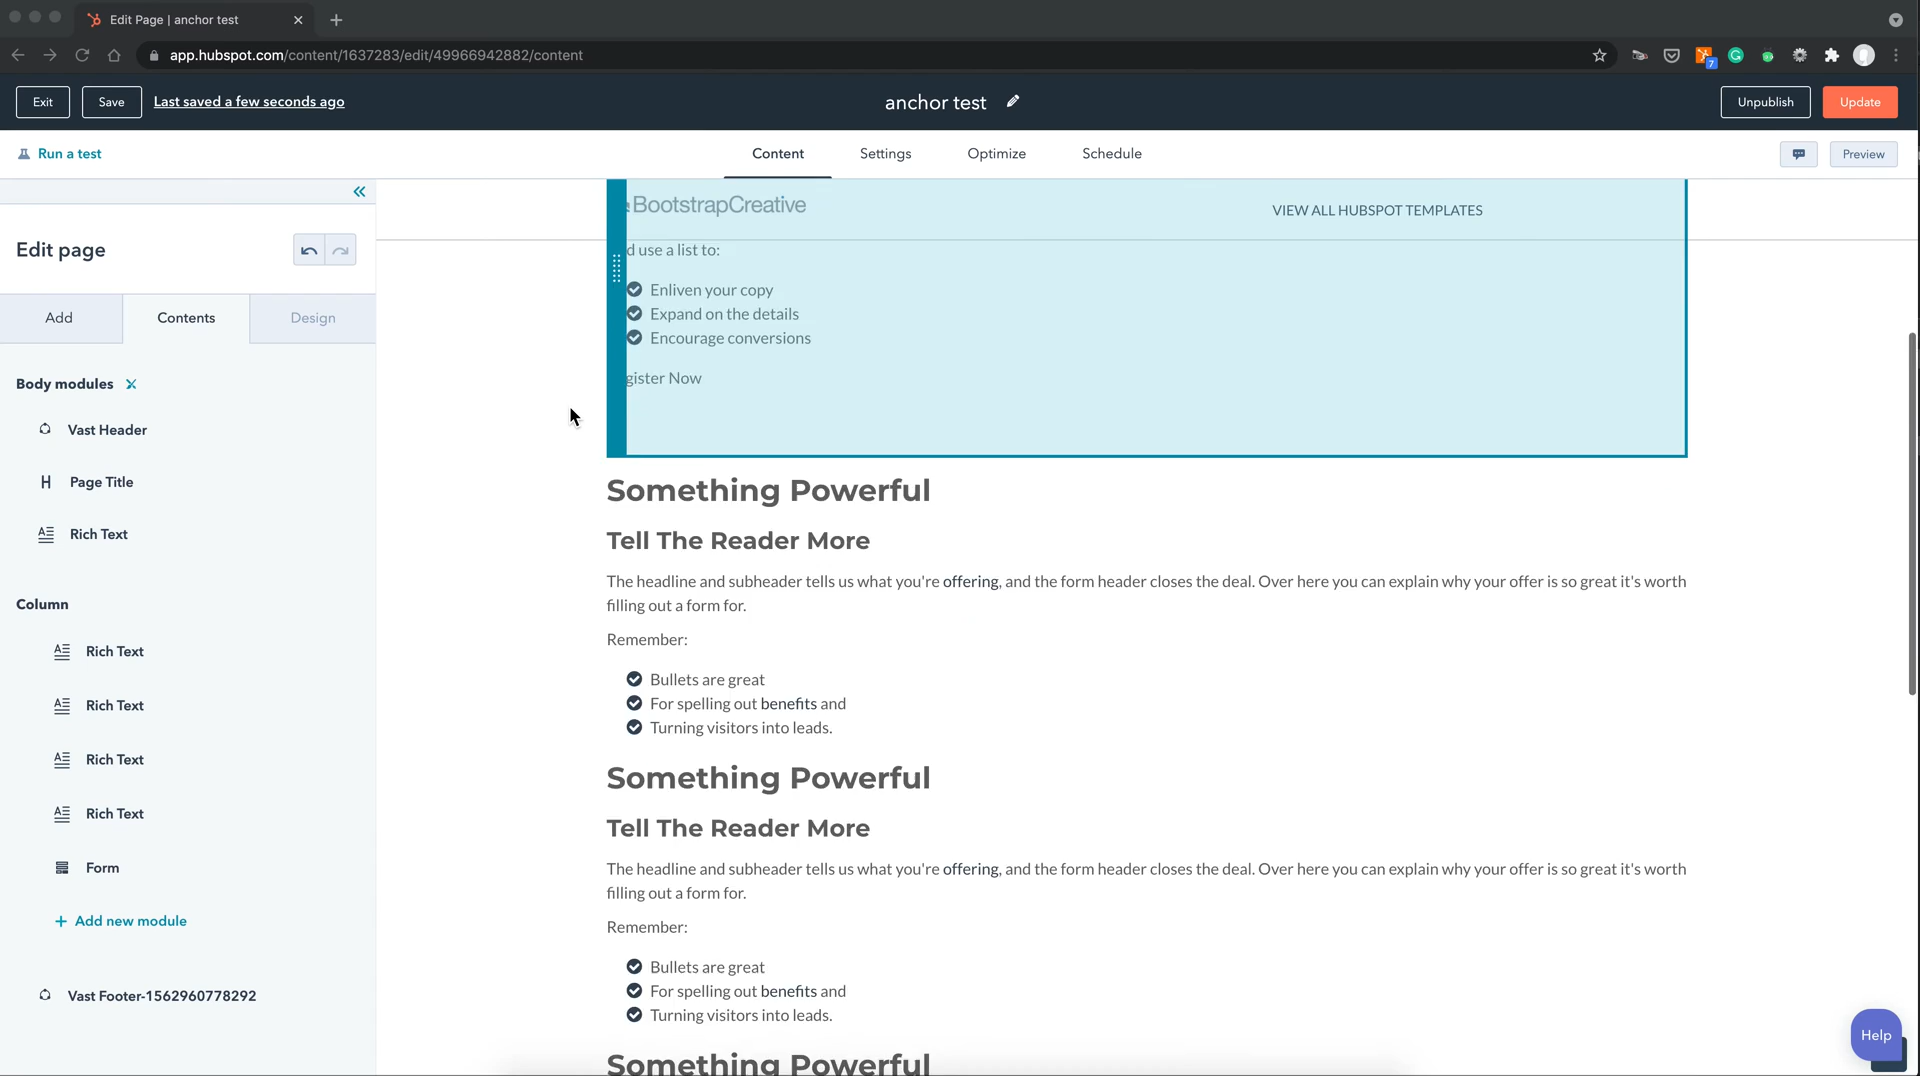 Edit Page | anchor test
app.hubspot.com/content/1637283/edit/49966942882/content
7
Exit
Save
Last saved a few seconds ago
anchor test
Unpublish
Update
Run a test
Content
Settings
Optimize
Schedule
Preview
Edit page
Add
Contents
Design
Body modules
Vast Header
H
Page Title
Rich Text
Column
Rich Text
Rich Text
Rich Text
Rich Text
Form
+ Add new module
Vast Footer-1562960778292
BootstrapCreative
VIEW ALL HUBSPOT TEMPLATES
d use a list to:
Enliven your copy
Expand on the details
Encourage conversions
gister Now
Something Powerful
Tell The Reader More
The headline and subheader tells us what you're offering, and the form header closes the deal. Over here you can explain why your offer is so great it's worth
filling out a form for.
Remember:
Bullets are great
For spelling out benefits and
Turning visitors into leads.
Something Powerful
Tell The Reader More
The headline and subheader tells us what you're offering, and the form header closes the deal. Over here you can explain why your offer is so great it's worth
filling out a form for.
Remember:
Bullets are great
For spelling out benefits and
Turning visitors into leads.
Something Powerful
Help